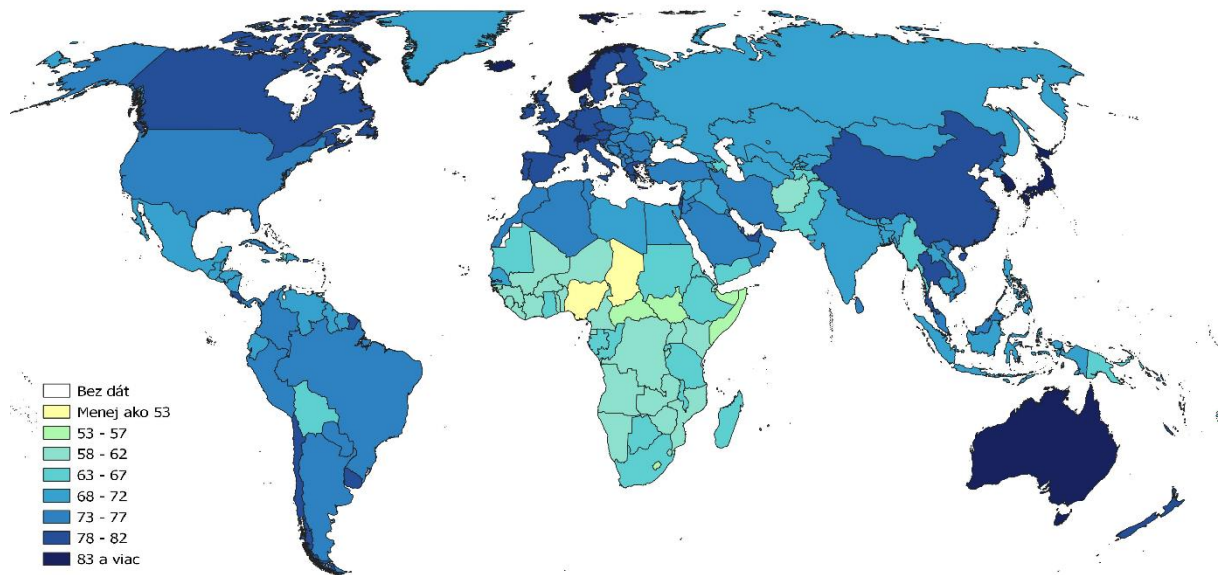 Bez dát
Menej ako 53
53 - 57
58 - 62
63 - 67
68 - 72
73 - 77
78 - 82
83 a viac